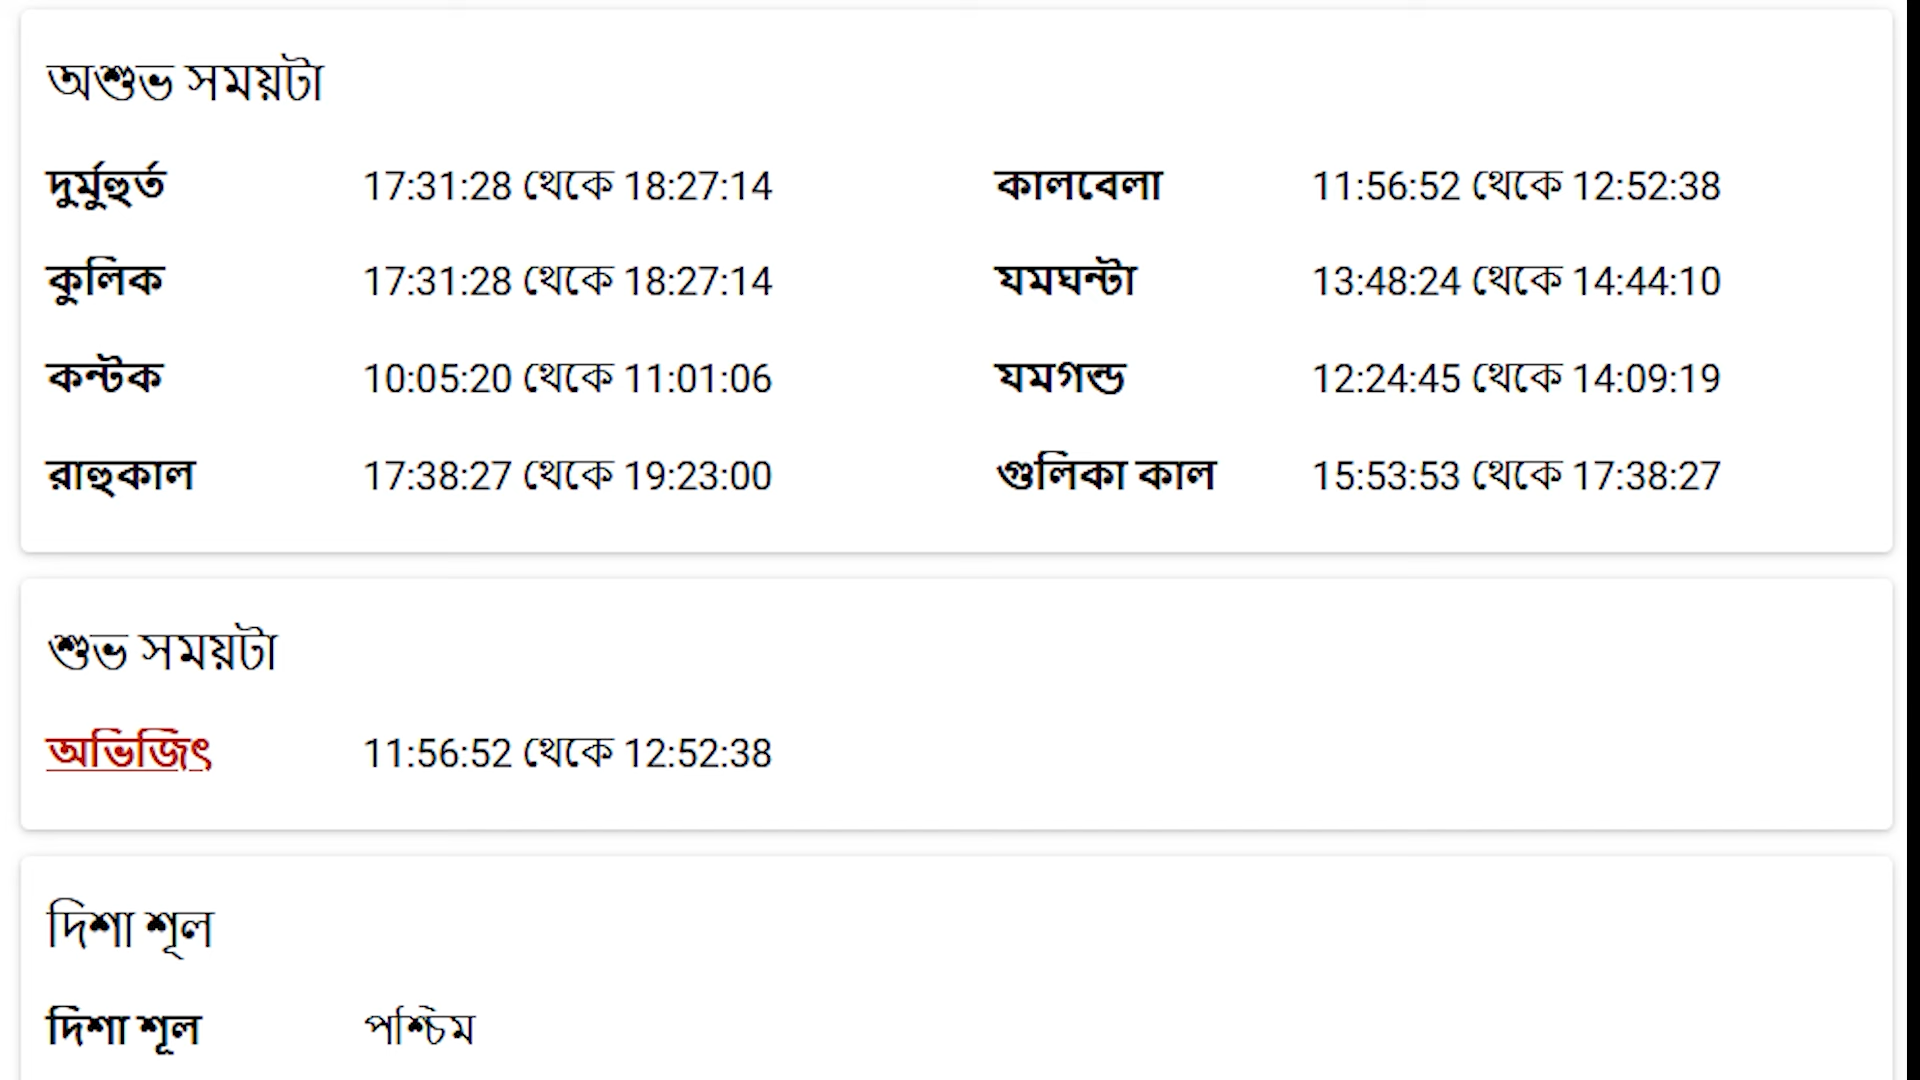 অশুভ সময়টা
দুর্মুহুর্ত 17:31:28 থেকে 18:27:14 কালবেলা 11:56:52 থেকে 12:52:38
কুলিক 17:31:28 থেকে 18:27:14 যমঘন্টা 13:48:24 থেকে 14:44:10
কন্টক 10:05:20 থেকে 11:01:06 যমগন্ড 12:24:45 থেকে 14:09:19
রাহুকাল 17:38:27 থেকে 19:23:00 গুলিকা কাল 15:53:53 থেকে 17:38:27
শুভ সময়টা
অভিজিৎ 11:56:52 থেকে 12:52:38
দিশা শূল
দিশা শূল পশ্চিম